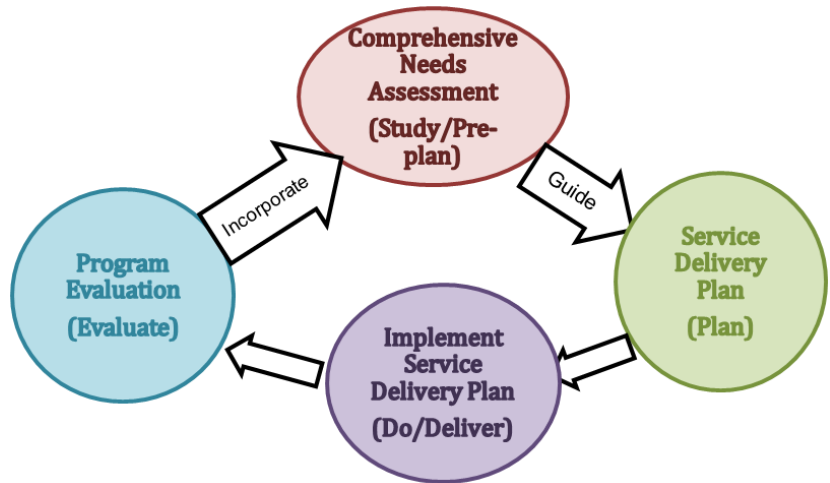 Comprehensive
Needs
Assessment
(Study/Pre-
plan)
Incorporate
Guide
Service
Delivery
Plan
(Plan)
Program
Evaluation
(Evaluate)
Implement
Service
Delivery Plan
(Do/Deliver)